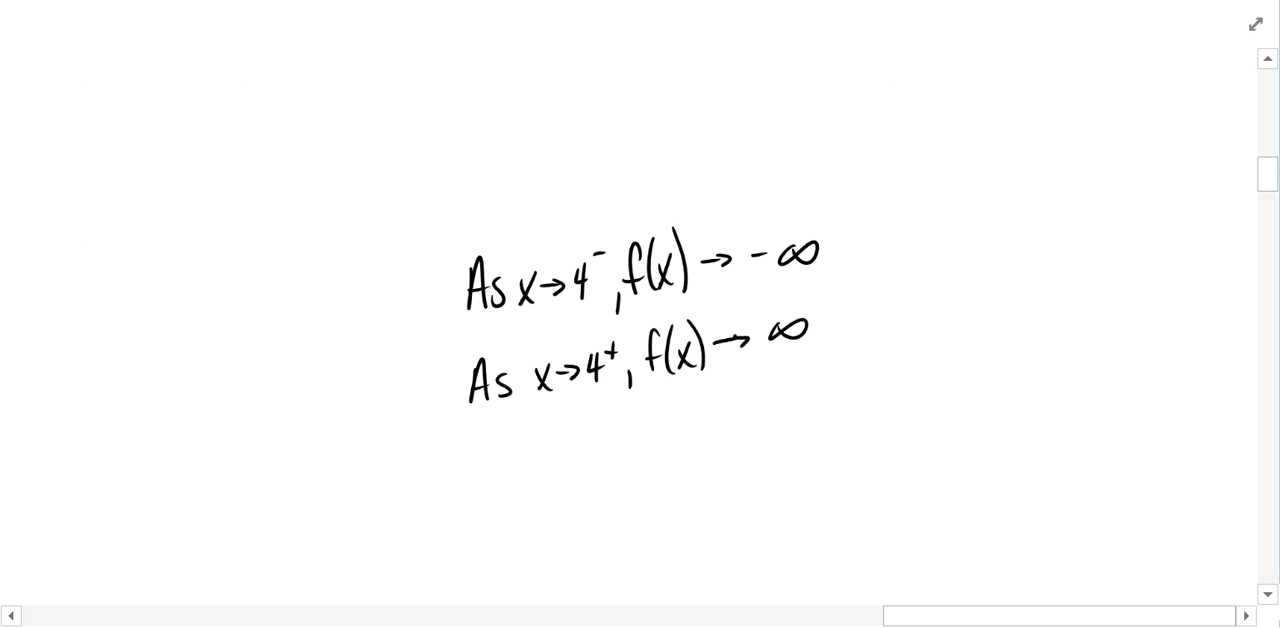 As x→4⁻, f(x)→ -∞
As x→4⁺, f(x)→ ∞